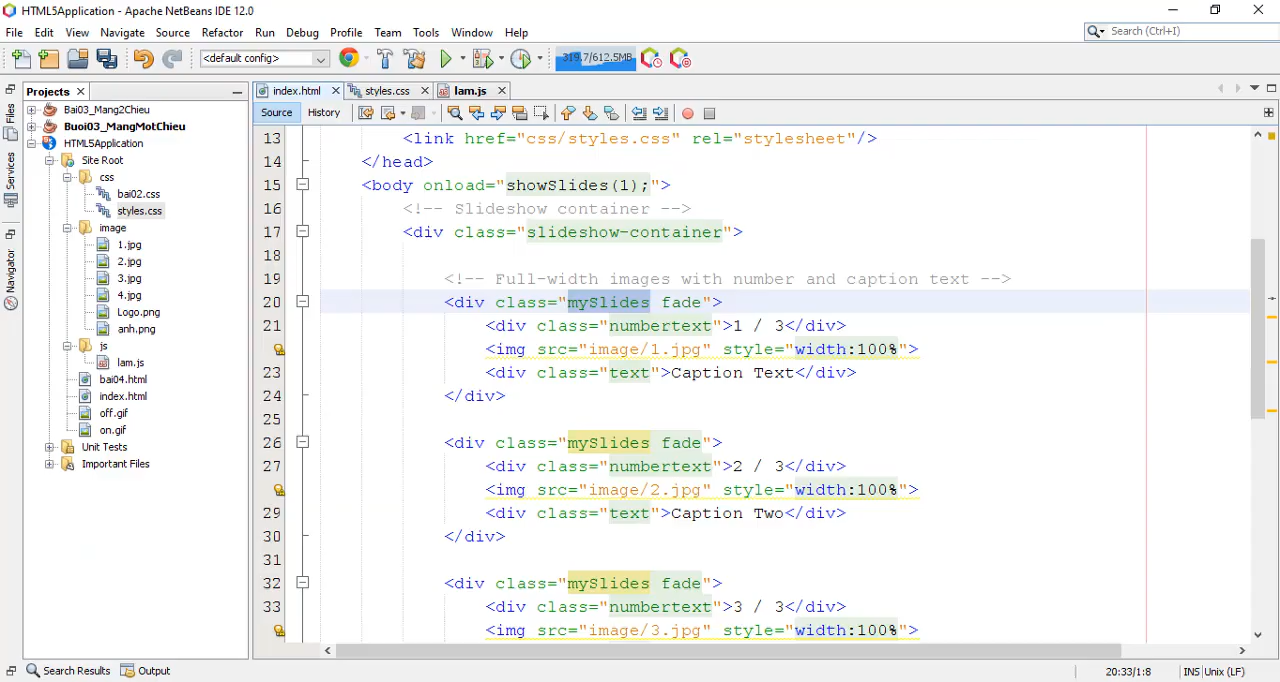 HTML5Application - Apache NetBeans IDE 12.0
File Edit View Navigate Source Refactor Run Debug Profile Team Tools Window Help
Search (Ctrl+I)
<default config>
319.7/612.5MB
Projects
index.html styles.css lam.js
Source History
Files
Services
Navigator
Bai03_Mang2Chieu
Buoi03_MangMotChieu
HTML5Application
Site Root
css
bai02.css
styles.css
image
1.jpg
2.jpg
3.jpg
4.jpg
Logo.png
anh.png
js
lam.js
bai04.html
index.html
off.gif
on.gif
Unit Tests
Important Files
13 <link href="css/styles.css" rel="stylesheet"/>
14 </head>
15 <body onload="showSlides(1);">
16 <!-- Slideshow container -->
17 <div class="slideshow-container">
18
19 <!-- Full-width images with number and caption text -->
20 <div class="mySlides fade">
21 <div class="numbertext">1 / 3</div>
<img src="image/1.jpg" style="width:100%">
23 <div class="text">Caption Text</div>
24 </div>
25
26 <div class="mySlides fade">
27 <div class="numbertext">2 / 3</div>
<img src="image/2.jpg" style="width:100%">
29 <div class="text">Caption Two</div>
30 </div>
31
32 <div class="mySlides fade">
33 <div class="numbertext">3 / 3</div>
<img src="image/3.jpg" style="width:100%">
Search Results Output
20:33/1:8 INS Unix (LF)